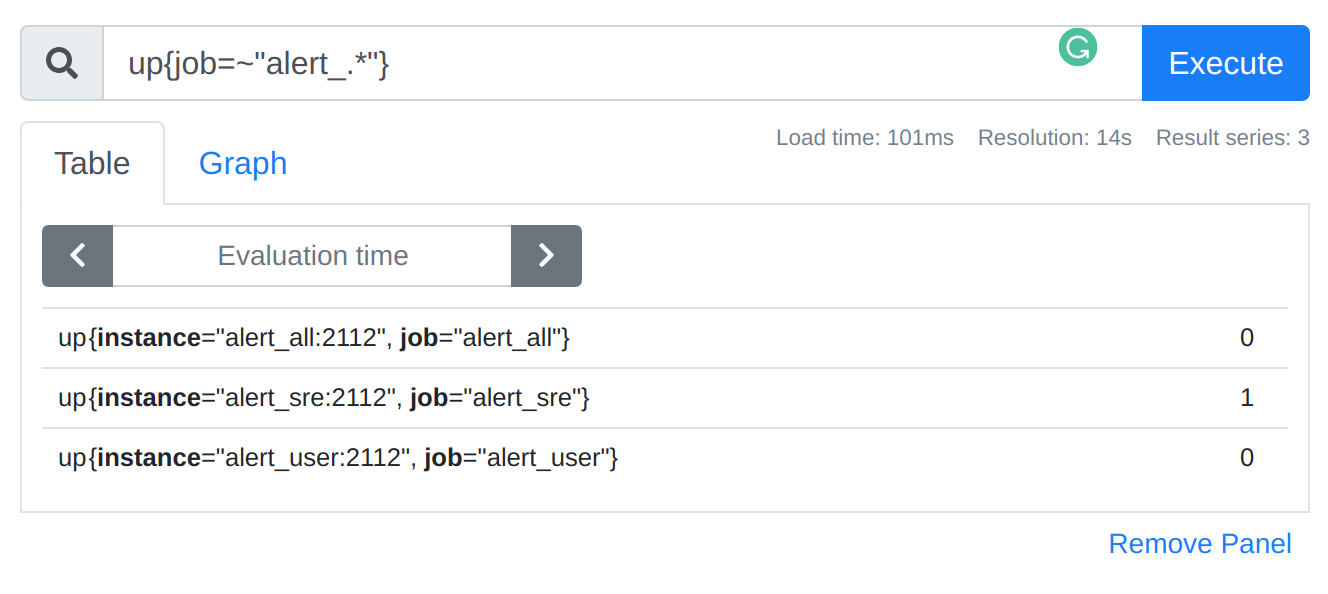 up{job=~"alert_.*"}
Execute
Table
Graph
Load time: 101ms Resolution: 14s Result series: 3
Evaluation time
up{instance="alert_all:2112", job="alert_all"} 0
up{instance="alert_sre:2112", job="alert_sre"} 1
up{instance="alert_user:2112", job="alert_user"} 0
Remove Panel